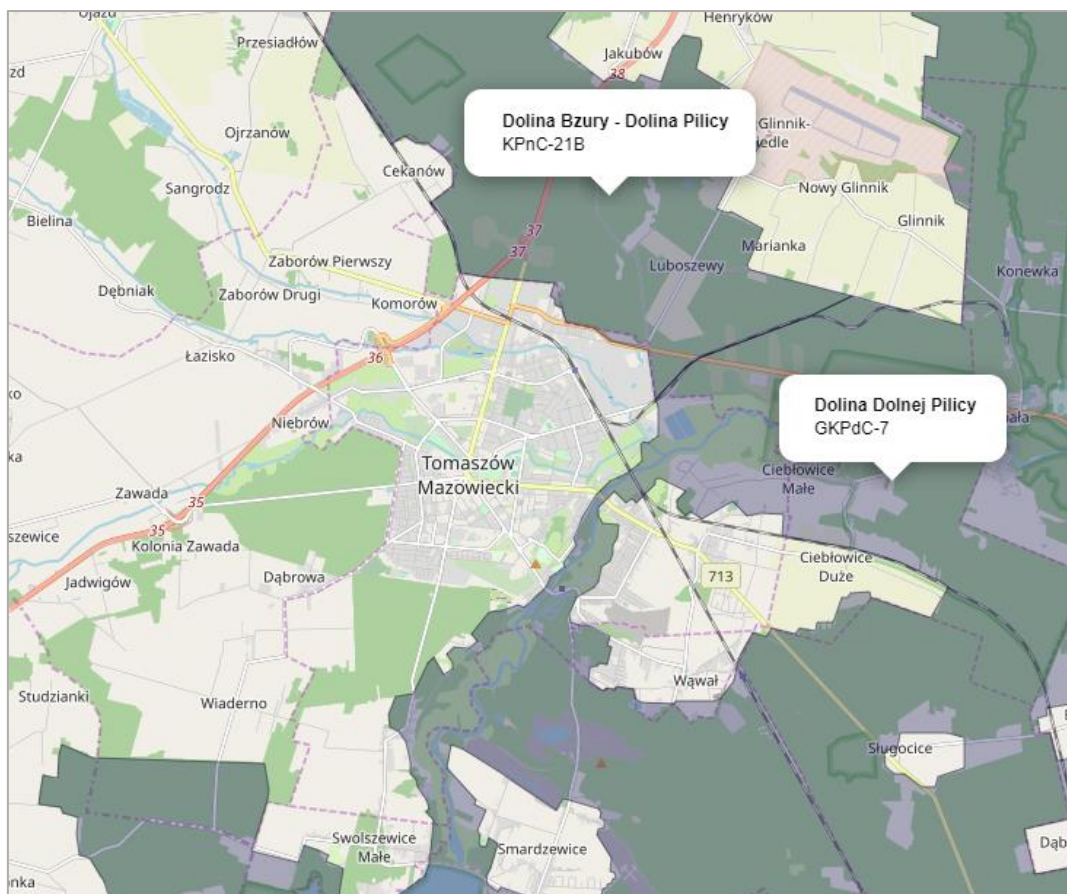 Ujazd
Henryków
Przesiadłów
Jakubów
38
Dolina Bzury - Dolina Pilicy
KPnC-21B
Glinnik-
Ojrzanów
Cekanów
Sangrodz
Nowy Glinnik
Bielina
Glinnik
37
37
Marianka
Zaborów Pierwszy
Luboszewy
Konewka
Dębniak
Zaborów Drugi
Komorów
Łazisko
36
Dolina Dolnej Pilicy
GKPdC-7
Niebrów
Tomaszów
Mazowiecki
Ciebłowice
Małe
Zawada
35
35
Kolonia Zawada
Ciebłowice
Duże
Jadwigów
Dąbrowa
713
Wąwał
Studzianki
Wiaderno
Sługocice
Swolszewice
Małe
Smardzewice